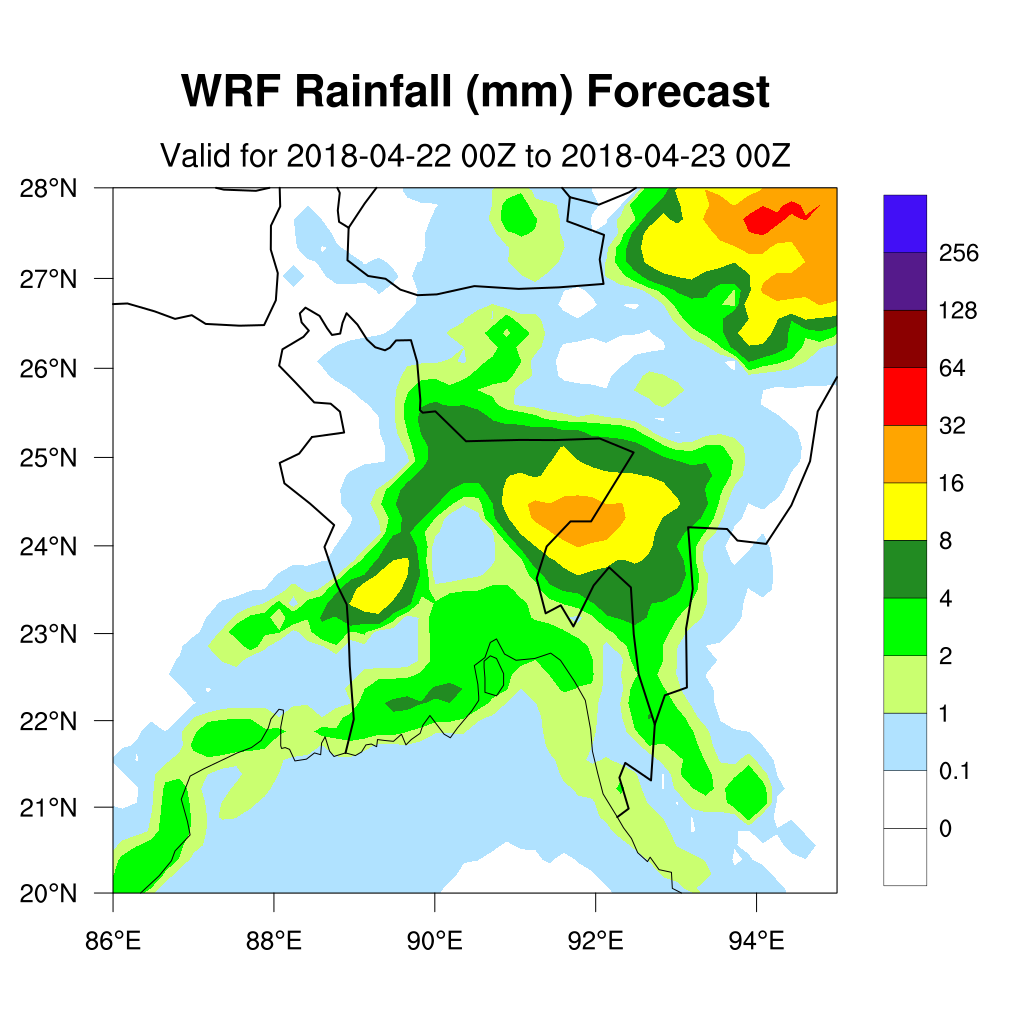 WRF Rainfall (mm) Forecast
Valid for 2018-04-22 00Z to 2018-04-23 00Z
28°N
27°N
26°N
25°N
24°N
23°N
22°N
21°N
20°N
86°E 88°E 90°E 92°E 94°E
256
128
64
32
16
8
4
2
1
0.1
0